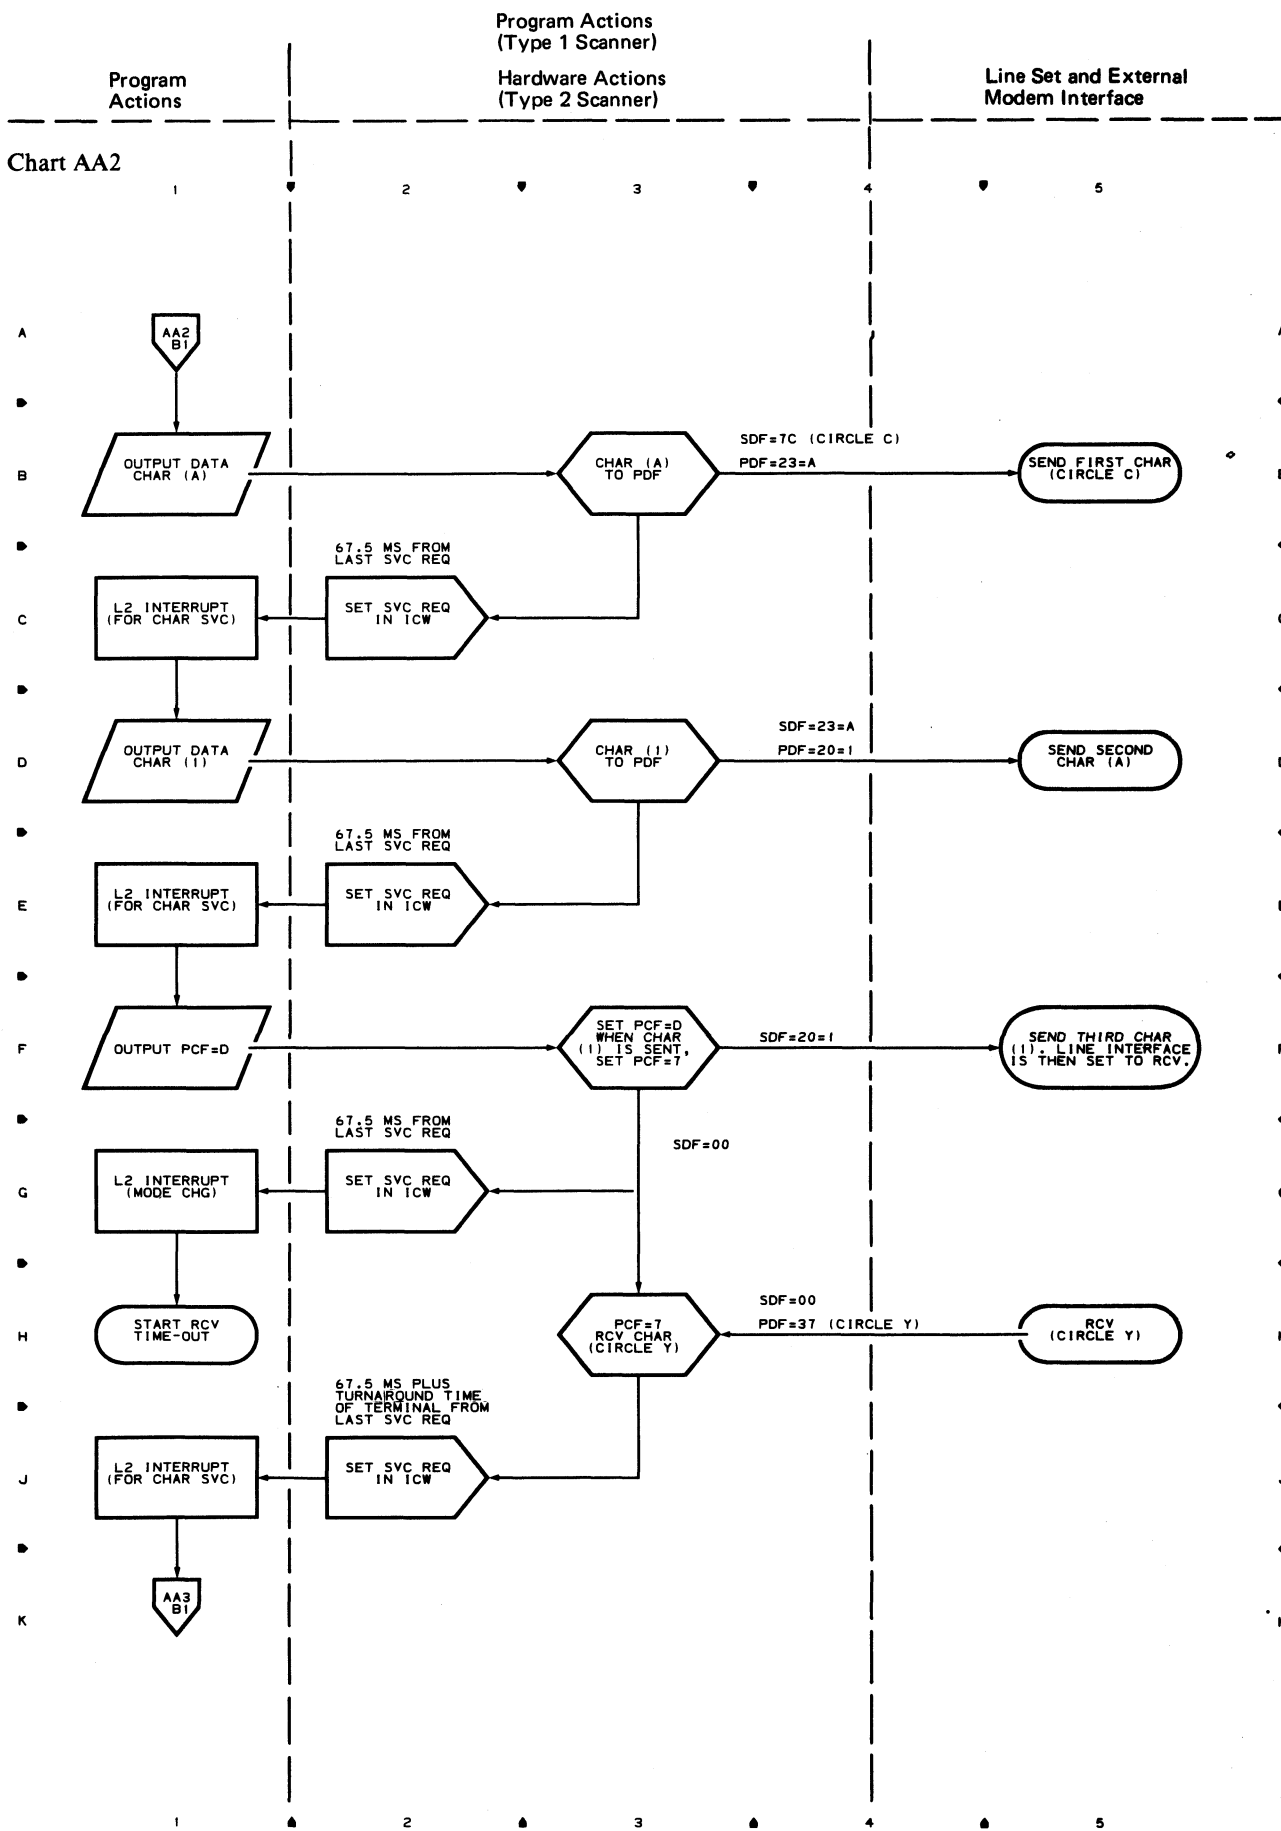 Program Actions
(Type 1 Scanner)
Program
Actions
Hardware Actions
(Type 2 Scanner)
Line Set and External
Modem Interface
Chart AA2
1 2 3 4 5
A A
AA2
B1
B
OUTPUT DATA
CHAR (A)
CHAR (A)
TO PDF
SDF=7C (CIRCLE C)
PDF=23=A
SEND FIRST CHAR
(CIRCLE C)
67.5 MS FROM
LAST SVC REQ
C
L2 INTERRUPT
(FOR CHAR SVC)
SET SVC REQ
IN ICW
D
OUTPUT DATA
CHAR (1)
CHAR (1)
TO PDF
SDF=23=A
PDF=20=1
SEND SECOND
CHAR (A)
67.5 MS FROM
LAST SVC REQ
E
L2 INTERRUPT
(FOR CHAR SVC)
SET SVC REQ
IN ICW
F
OUTPUT PCF=D
SET PCF=D
WHEN CHAR
(1) IS SENT,
SET PCF=7
SDF=20=1
SEND THIRD CHAR
(1). LINE INTERFACE
IS THEN SET TO RCV.
67.5 MS FROM
LAST SVC REQ
SDF=00
G
L2 INTERRUPT
(MODE CHG)
SET SVC REQ
IN ICW
H
START RCV
TIME-OUT
PCF=7
RCV CHAR
(CIRCLE Y)
SDF=00
PDF=37 (CIRCLE Y)
RCV
(CIRCLE Y)
67.5 MS PLUS
TURNAROUND TIME
OF TERMINAL FROM
LAST SVC REQ
J
L2 INTERRUPT
(FOR CHAR SVC)
SET SVC REQ
IN ICW
K
AA3
B1
1 2 3 4 5